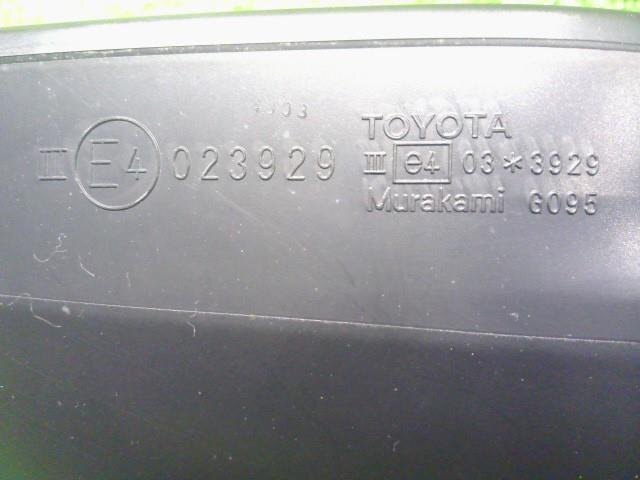 TOYOTA
II E4 023929
III e4 03*3929
Murakami G095